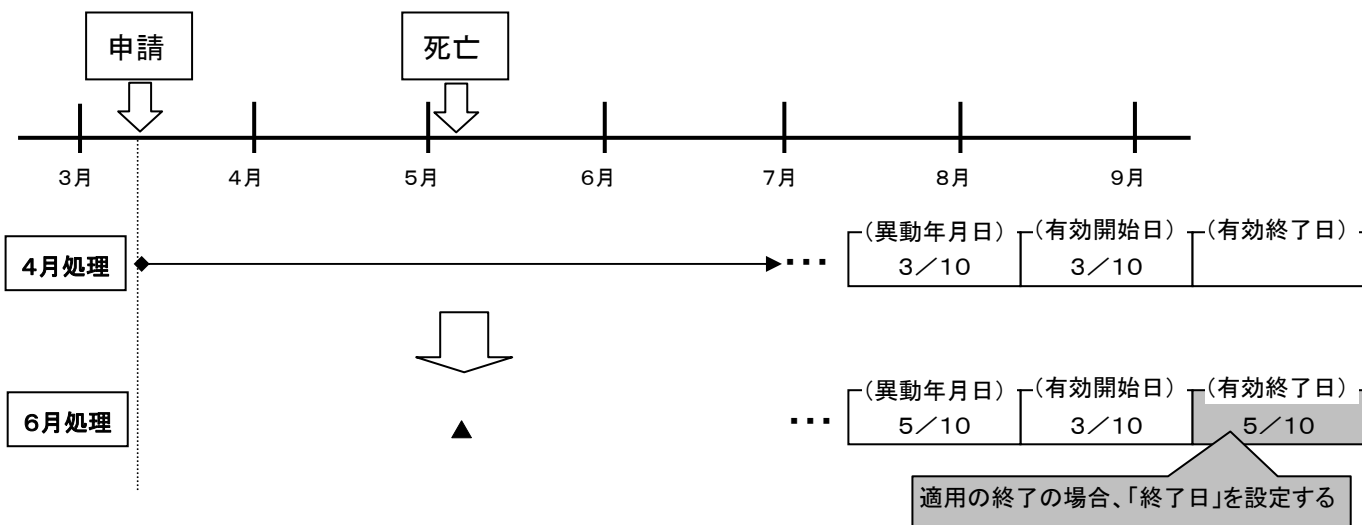 申請
死亡
3月
4月
5月
6月
7月
8月
9月
4月処理
･･･
(異動年月日)
(有効開始日)
(有効終了日)
3／10
3／10
6月処理
･･･
(異動年月日)
(有効開始日)
(有効終了日)
5／10
3／10
5／10
適用の終了の場合、「終了日」を設定する